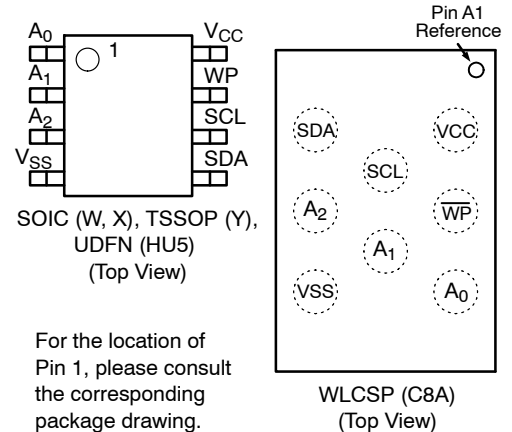 A0
VCC
1
A1
WP
A2
SCL
VSS
SDA
SOIC (W, X), TSSOP (Y),
UDFN (HU5)
(Top View)
For the location of
Pin 1, please consult
the corresponding
package drawing.
Pin A1
Reference
SDA
VCC
SCL
A2
WP
A1
VSS
A0
WLCSP (C8A)
(Top View)